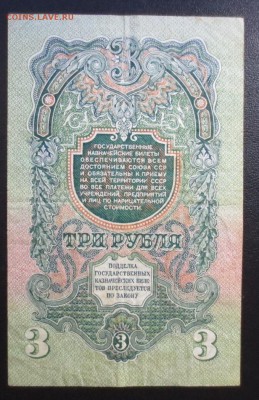 COINS.SU
3
ГОСУДАРСТВЕННЫЕ
КАЗНАЧЕЙСКИЕ БИЛЕТЫ
ОБЕСПЕЧИВАЮТСЯ ВСЕМ
ДОСТОЯНИЕМ СОЮЗА ССР
И ОБЯЗАТЕЛЬНЫ К ПРИЕМУ
НА ВСЕЙ ТЕРРИТОРИИ СССР
ВО ВСЕ ПЛАТЕЖИ ДЛЯ ВСЕХ
УЧРЕЖДЕНИЙ, ПРЕДПРИЯТИЙ
И ЛИЦ ПО НАРИЦАТЕЛЬНОЙ
СТОИМОСТИ.
ТРИ РУБЛЯ
ПОДДЕЛКА
ГОСУДАРСТВЕННЫХ
КАЗНАЧЕЙСКИХ БИЛЕ
ТОВ ПРЕСЛЕДУЕТСЯ
ПО ЗАКОНУ
3 3 3